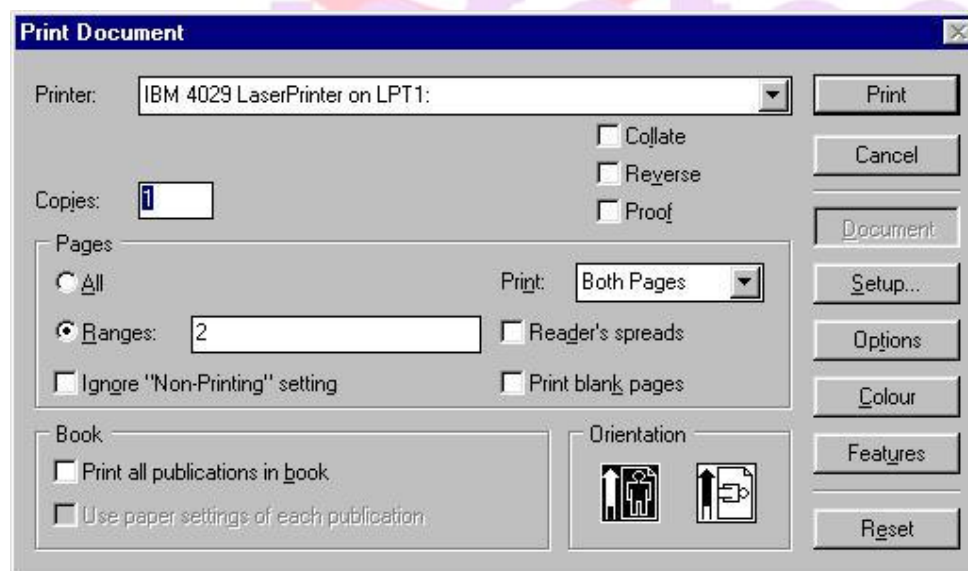 Print Document
Printer: IBM 4029 LaserPrinter on LPT1: Print
Collate
Cancel
Reverse
Copies: 1 Proof
Document
Pages
All Print: Both Pages Setup...
Ranges: 2 Reader's spreads Options
Ignore "Non-Printing" setting Print blank pages
Colour
Book Orientation
Features
Print all publications in book
Use paper settings of each publication
Reset